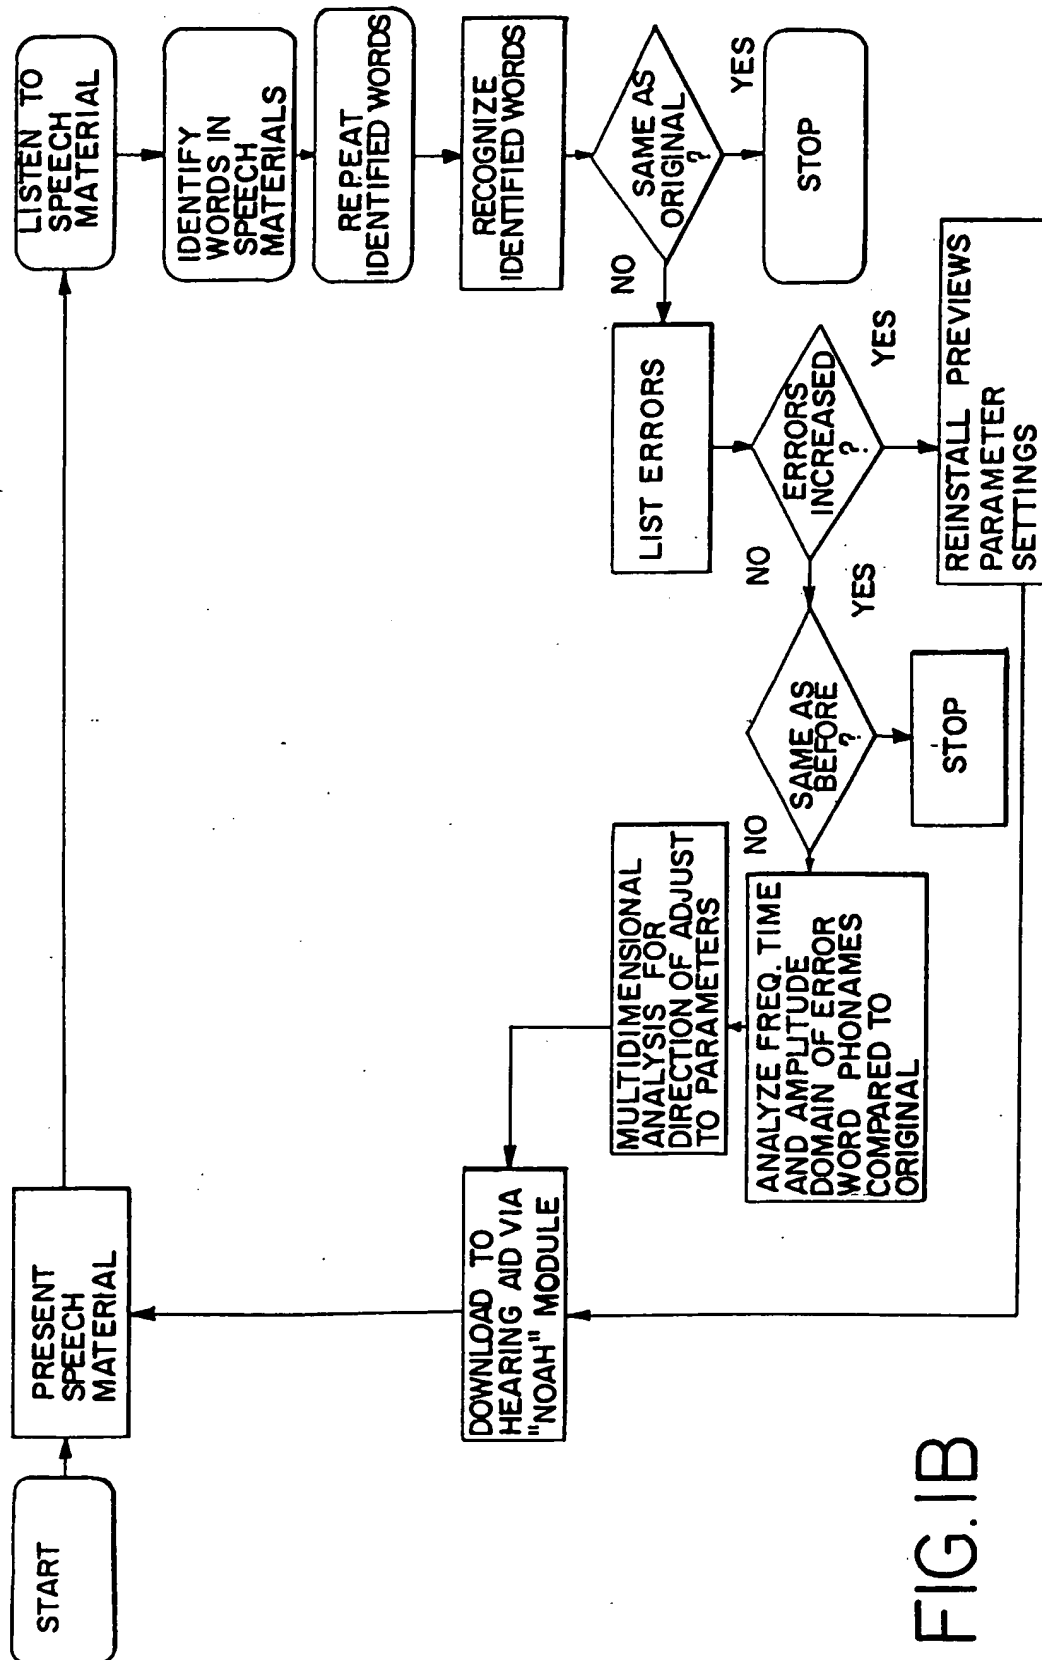 START
PRESENT
SPEECH
MATERIAL
LISTEN TO
SPEECH
MATERIAL
IDENTIFY
WORDS IN
SPEECH
MATERIALS
REPEAT
IDENTIFIED WORDS
RECOGNIZE
IDENTIFIED WORDS
SAME AS
ORIGINAL
?
YES
STOP
NO
LIST ERRORS
ERRORS
INCREASED
?
YES
REINSTALL PREVIEWS
PARAMETER
SETTINGS
NO
SAME AS
BEFORE
?
YES
STOP
NO
ANALYZE FREQ. TIME
AND AMPLITUDE
DOMAIN OF ERROR
WORD PHONAMES
COMPARED TO
ORIGINAL
MULTIDIMENSIONAL
ANALYSIS FOR
DIRECTION OF ADJUST
TO PARAMETERS
DOWNLOAD TO
HEARING AID VIA
"NOAH" MODULE
FIG.1B